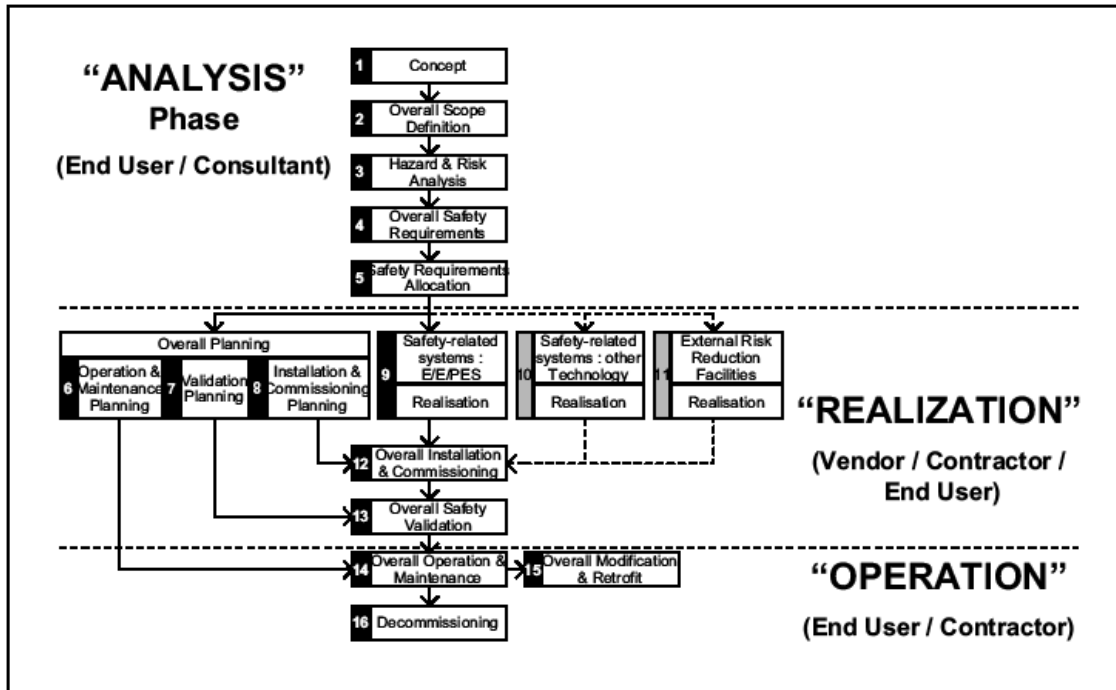 “ANALYSIS”
Phase
(End User / Consultant)
1 Concept
2 Overall Scope
Definition
3 Hazard & Risk
Analysis
4 Overall Safety
Requirements
5 Safety Requirements
Allocation
Overall Planning
6 Operation &
Maintenance
Planning
7 Validation
Planning
8 Installation &
Commissioning
Planning
9 Safety-related
systems :
E/E/PES
Realisation
10 Safety-related
systems : other
Technology
Realisation
11 External Risk
Reduction
Facilities
Realisation
“REALIZATION”
(Vendor / Contractor /
End User)
12 Overall Installation
& Commissioning
13 Overall Safety
Validation
14 Overall Operation &
Maintenance
15 Overall Modification
& Retrofit
“OPERATION”
(End User / Contractor)
16 Decommissioning